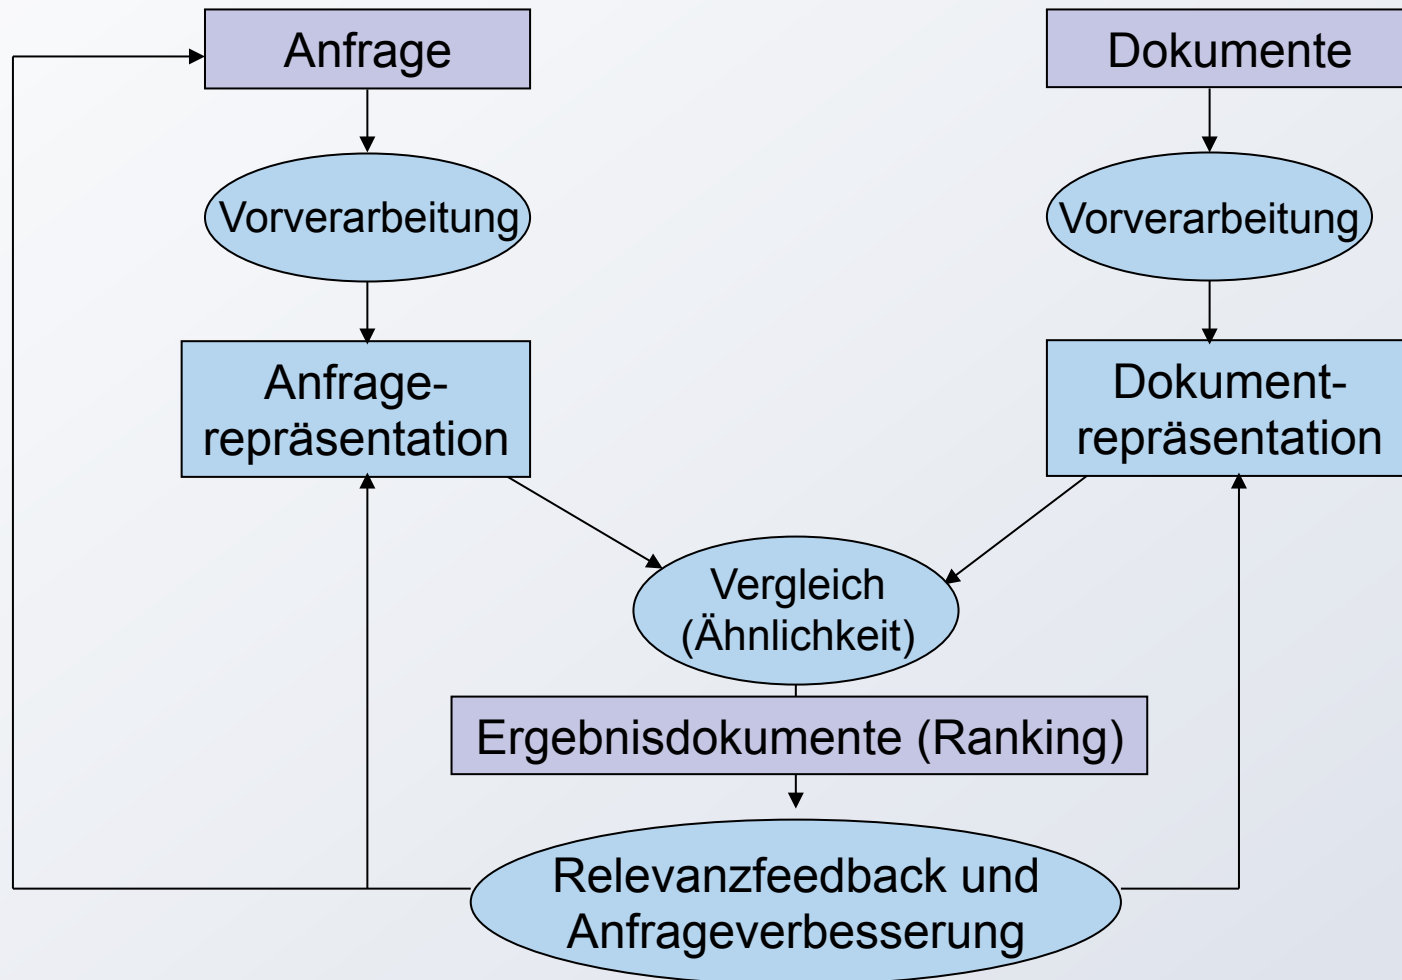 Anfrage
Dokumente
Vorverarbeitung
Vorverarbeitung
Anfrage-
repräsentation
Dokument-
repräsentation
Vergleich
(Ähnlichkeit)
Ergebnisdokumente (Ranking)
Relevanzfeedback und
Anfrageverbesserung